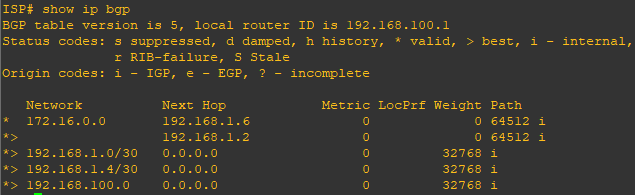 ISP# show ip bgp
BGP table version is 5, local router ID is 192.168.100.1
Status codes: s suppressed, d damped, h history, * valid, > best, i - internal,
              r RIB-failure, S Stale
Origin codes: i - IGP, e - EGP, ? - incomplete

   Network          Next Hop            Metric LocPrf Weight Path
*  172.16.0.0       192.168.1.6              0             0 64512 i
*>                  192.168.1.2              0             0 64512 i
*> 192.168.1.0/30   0.0.0.0                  0         32768 i
*> 192.168.1.4/30   0.0.0.0                  0         32768 i
*> 192.168.100.0    0.0.0.0                  0         32768 i